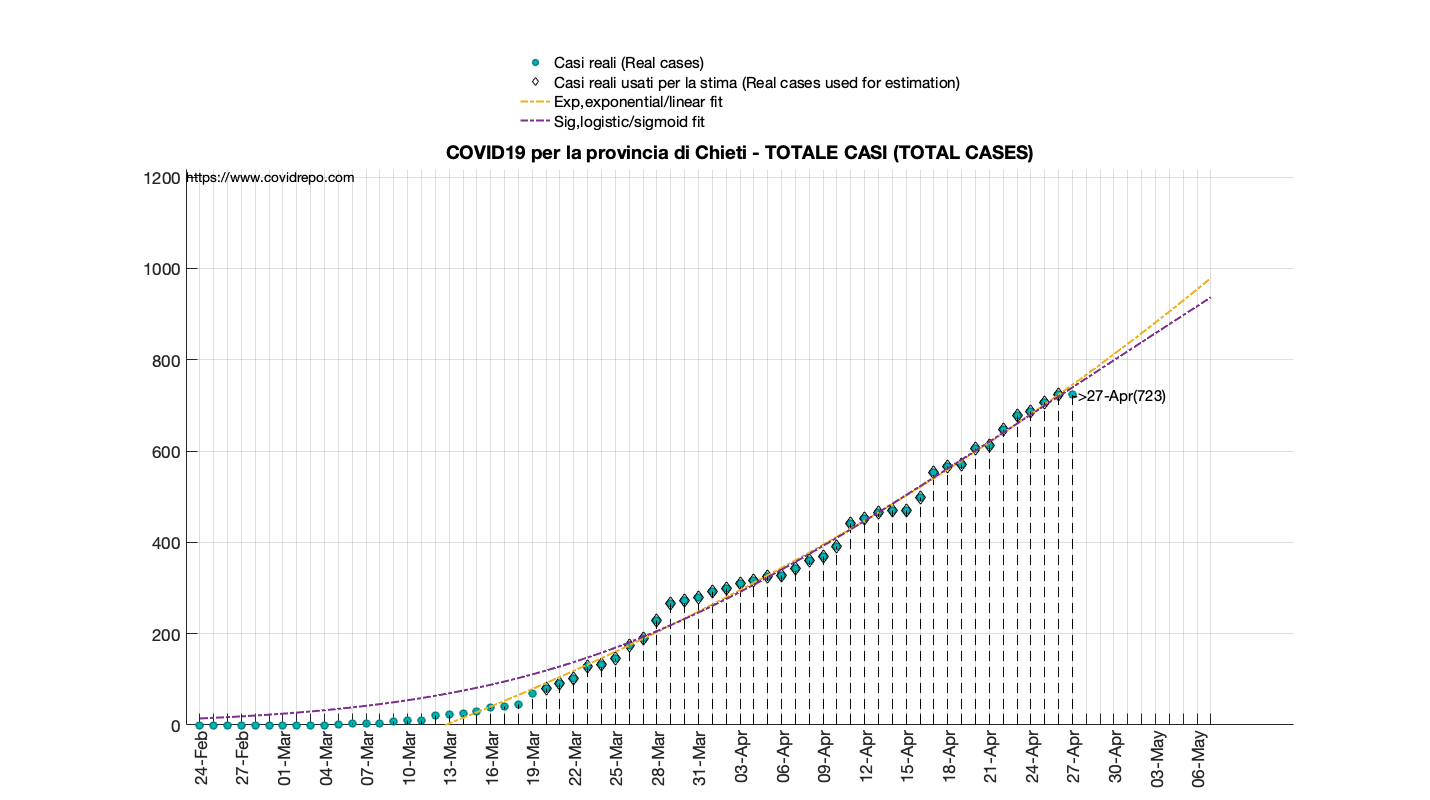 Casi reali (Real cases)
Casi reali usati per la stima (Real cases used for estimation)
Exp,exponential/linear fit
Sig,logistic/sigmoid fit
COVID19 per la provincia di Chieti - TOTALE CASI (TOTAL CASES)
https://www.covidrepo.com
1200
1000
800
600
400
200
0
>27-Apr(723)
24-Feb
27-Feb
01-Mar
04-Mar
07-Mar
10-Mar
13-Mar
16-Mar
19-Mar
22-Mar
25-Mar
28-Mar
31-Mar
03-Apr
06-Apr
09-Apr
12-Apr
15-Apr
18-Apr
21-Apr
24-Apr
27-Apr
30-Apr
03-May
06-May